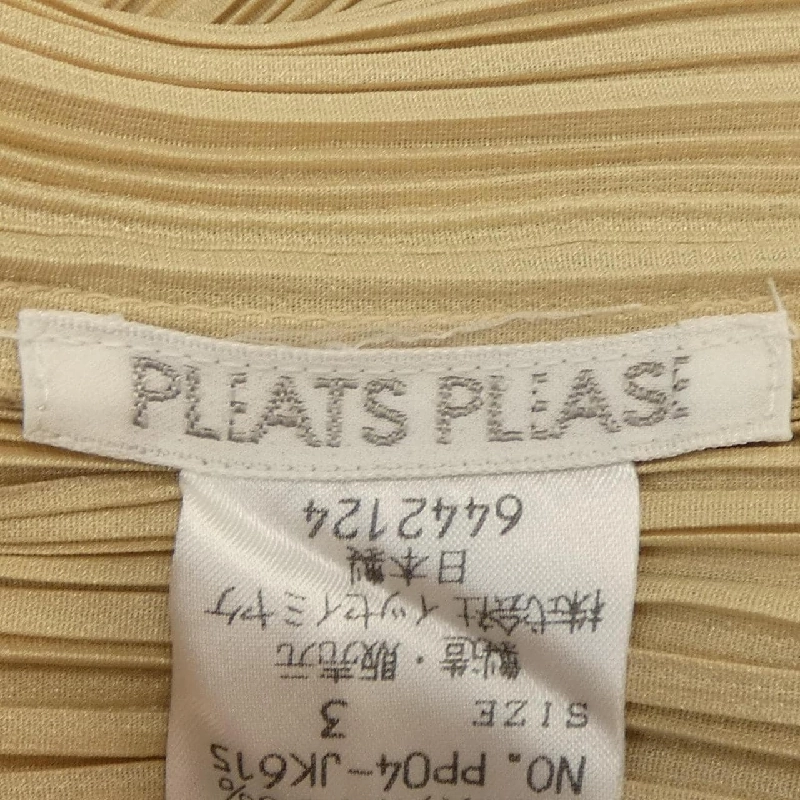 PLEATS PLEASE
NO. PP04-JK615
SIZE 3
製造・販売元
株式会社 イッセイミヤケ
日本製
6442124